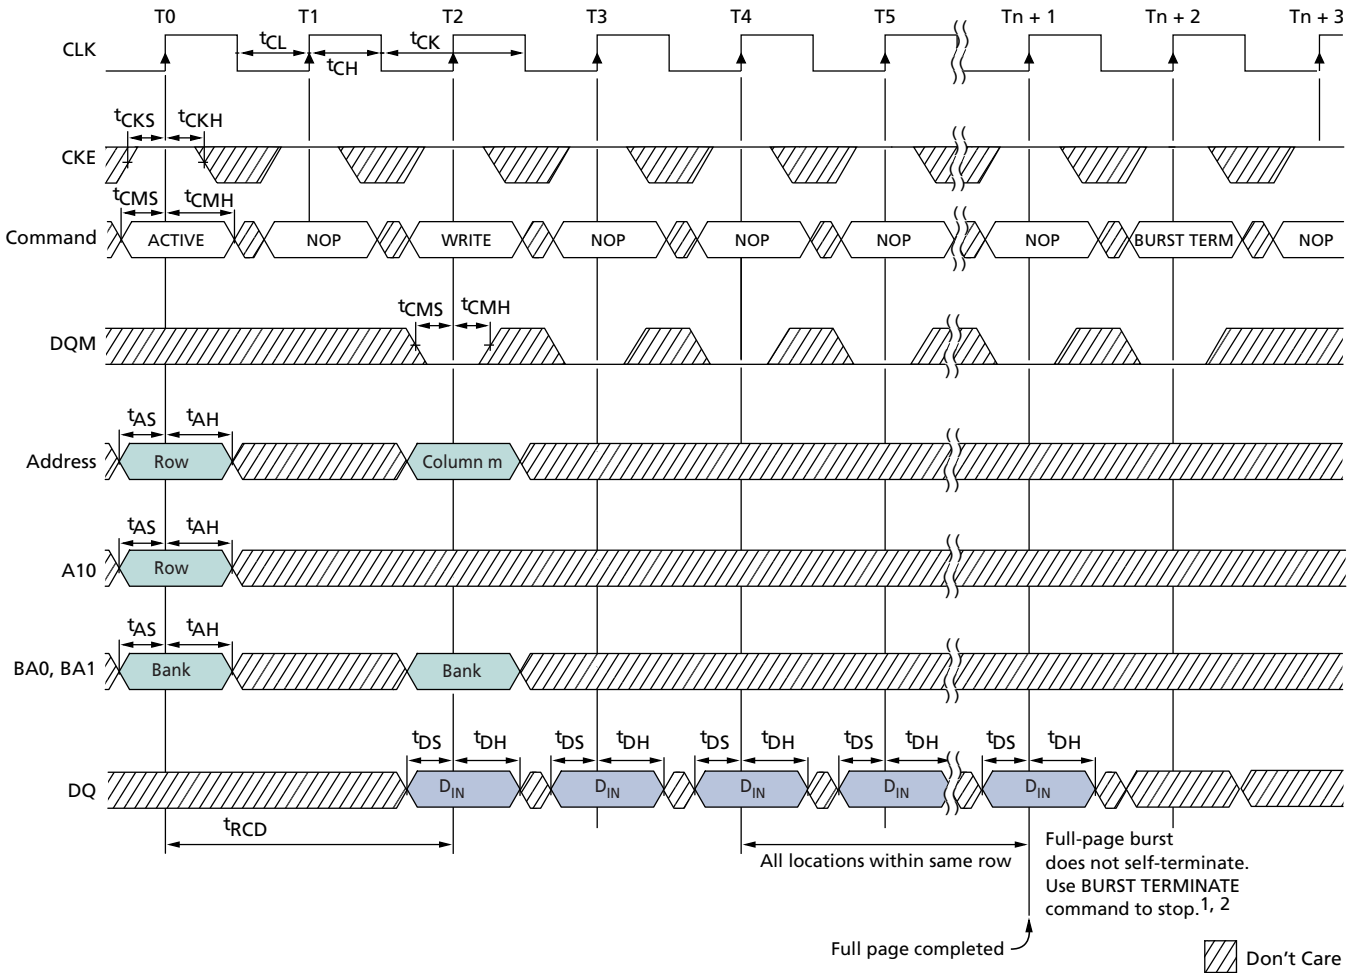 T0 T1 T2 T3 T4 T5 Tn + 1 Tn + 2 Tn + 3
CLK
tCL tCK
tCH
tCKS tCKH
CKE
tCMS tCMH
Command ACTIVE NOP WRITE NOP NOP NOP NOP BURST TERM NOP
tCMS tCMH
DQM
tAS tAH
Address Row Column m
tAS tAH
A10 Row
tAS tAH
BA0, BA1 Bank Bank
tDS tDH tDS tDH tDS tDH tDS tDH tDS tDH
DQ DIN DIN DIN DIN DIN
tRCD
All locations within same row
Full-page burst
does not self-terminate.
Use BURST TERMINATE
command to stop.1, 2
Full page completed
Don't Care